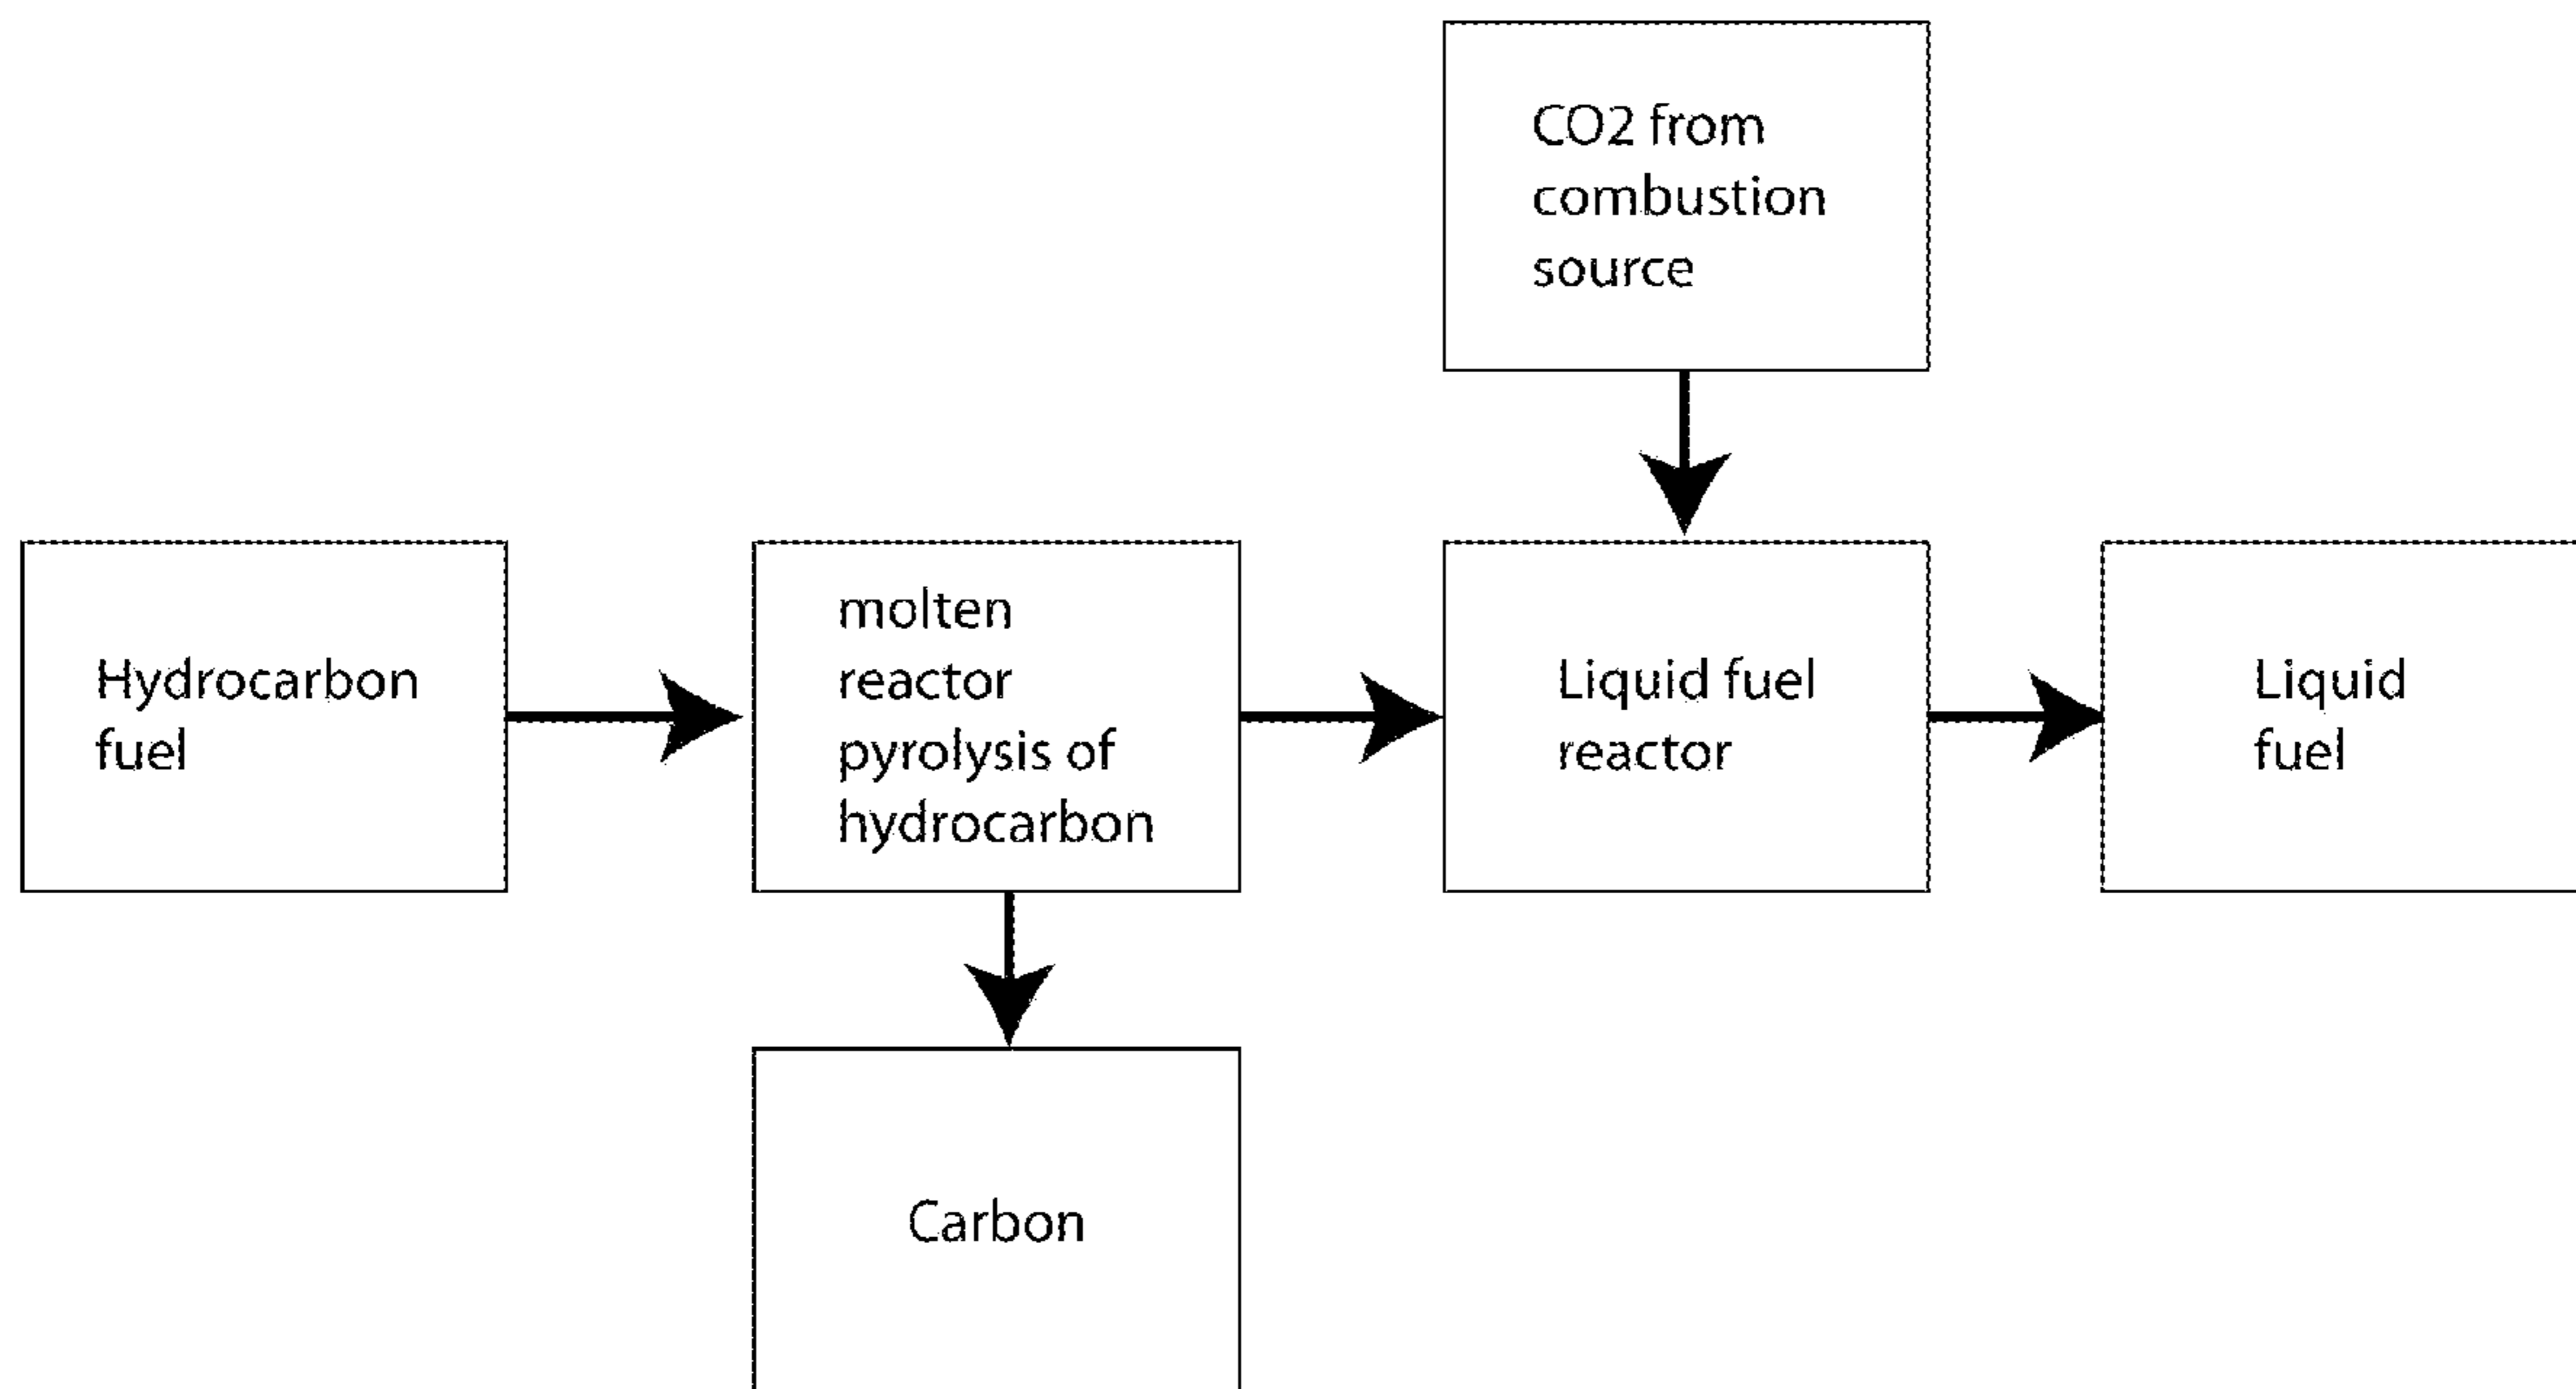 CO2 from
combustion
source
Hydrocarbon
fuel
molten
reactor
pyrolysis of
hydrocarbon
Liquid fuel
reactor
Liquid
fuel
Carbon